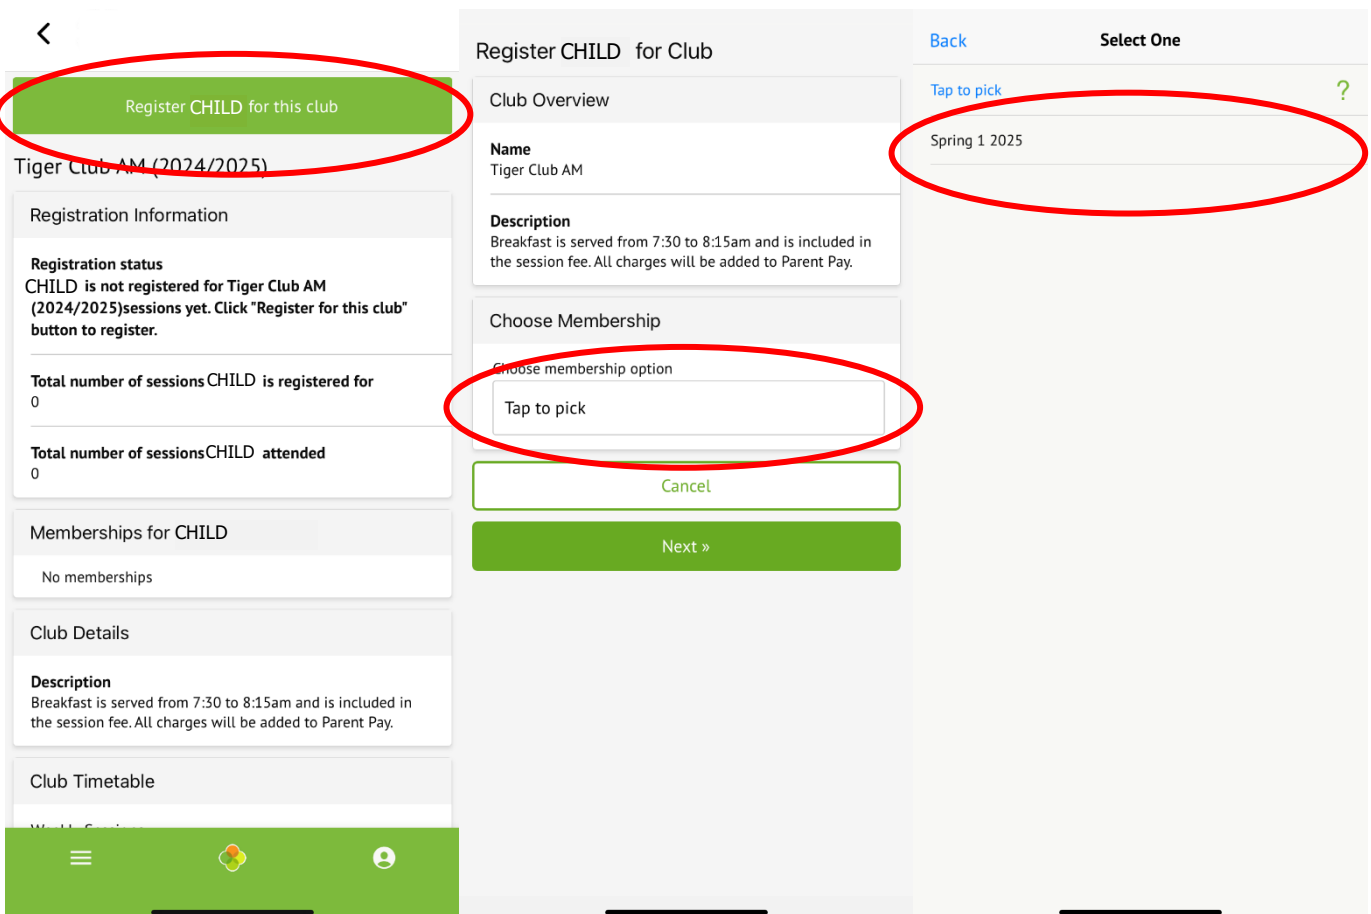 Register CHILD for this club
Tiger Club AM (2024/2025)
Registration Information
Registration status
CHILD is not registered for Tiger Club AM
(2024/2025)sessions yet. Click "Register for this club"
button to register.
Total number of sessions CHILD is registered for
0
Total number of sessions CHILD attended
0
Memberships for CHILD
No memberships
Club Details
Description
Breakfast is served from 7:30 to 8:15am and is included in
the session fee. All charges will be added to Parent Pay.
Club Timetable
Register CHILD for Club
Club Overview
Name
Tiger Club AM
Description
Breakfast is served from 7:30 to 8:15am and is included in
the session fee. All charges will be added to Parent Pay.
Choose Membership
Choose membership option
Tap to pick
Cancel
Next »
Back
Select One
Tap to pick
?
Spring 1 2025